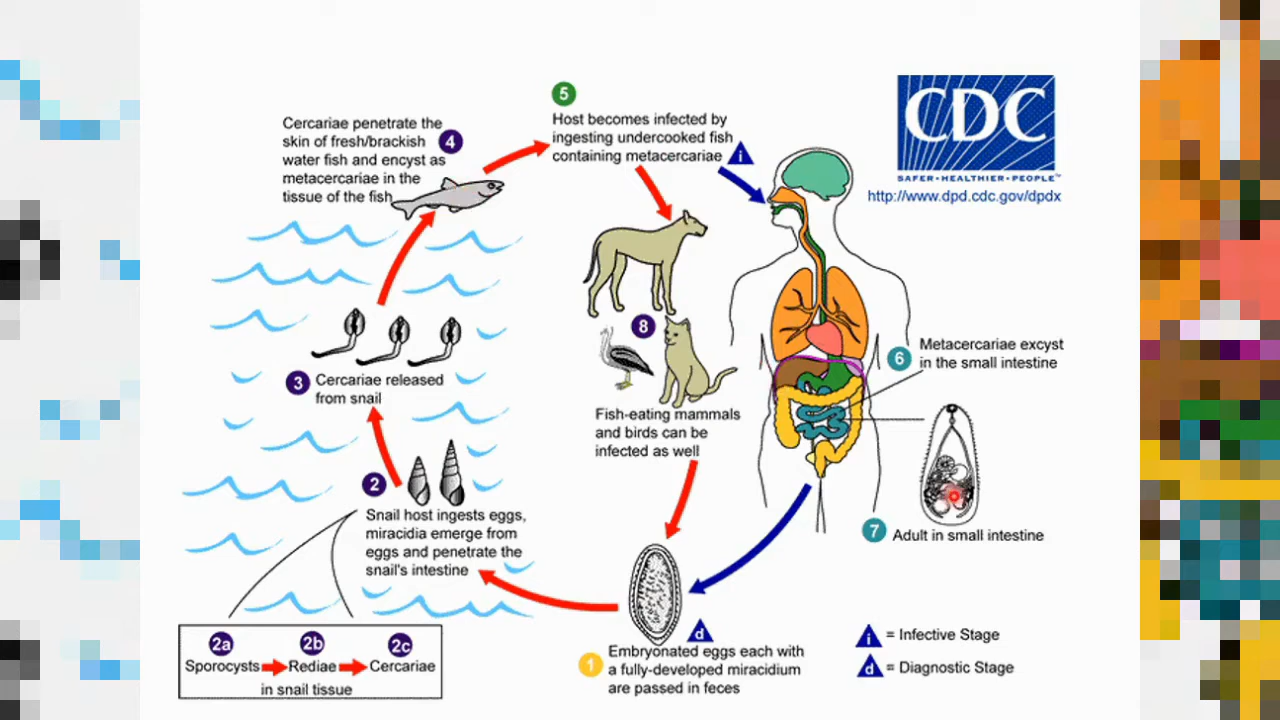 CDC
SAFER•HEALTHIER•PEOPLE™
http://www.dpd.cdc.gov/dpdx
5
Host becomes infected by
ingesting undercooked fish
containing metacercariae
i
4
Cercariae penetrate the
skin of fresh/brackish
water fish and encyst as
metacercariae in the
tissue of the fish
3
Cercariae released
from snail
8
Fish-eating mammals
and birds can be
infected as well
6
Metacercariae excyst
in the small intestine
7
Adult in small intestine
2
Snail host ingests eggs,
miracidia emerge from
eggs and penetrate the
snail's intestine
2a 2b 2c
Sporocysts Rediae Cercariae
in snail tissue
d
1
Embryonated eggs each with
a fully-developed miracidium
are passed in feces
i = Infective Stage
d = Diagnostic Stage